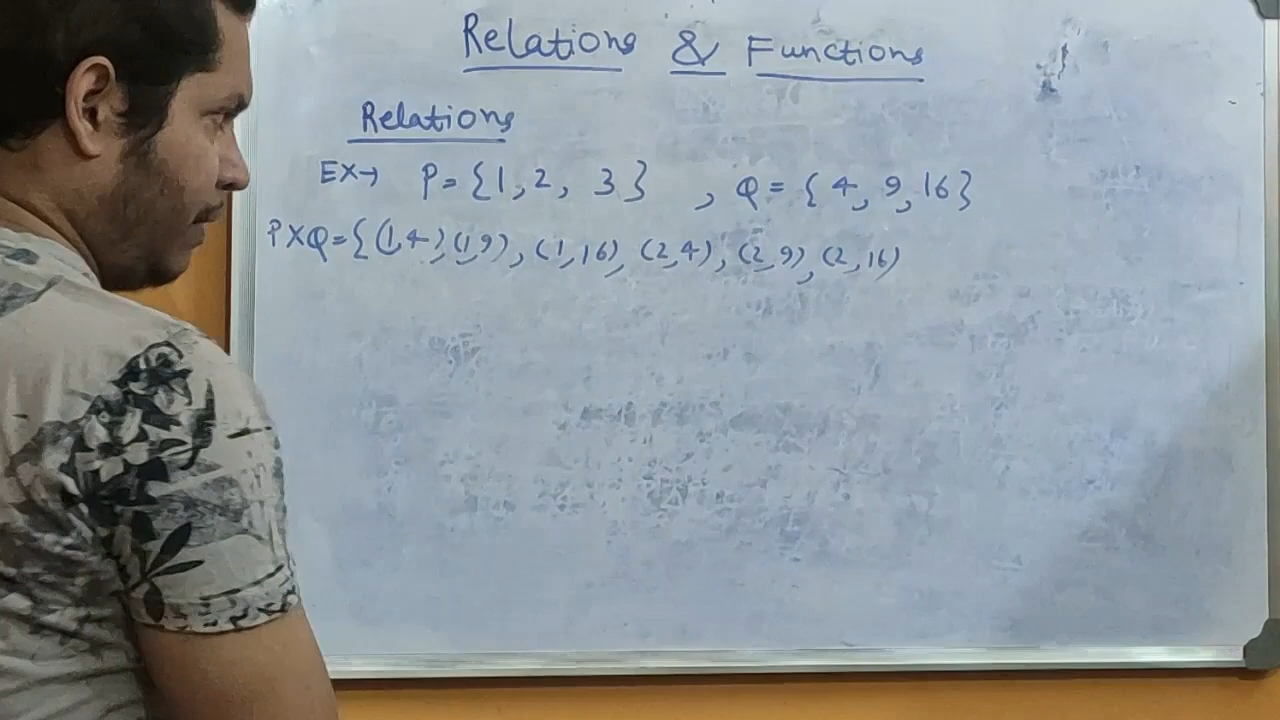 Relations & Functions
Relations
EX→ P={1,2, 3} , Q = {4,9,16}
PXQ={(1,4),(1,9),(1,16),(2,4),(2,9),(2,16)